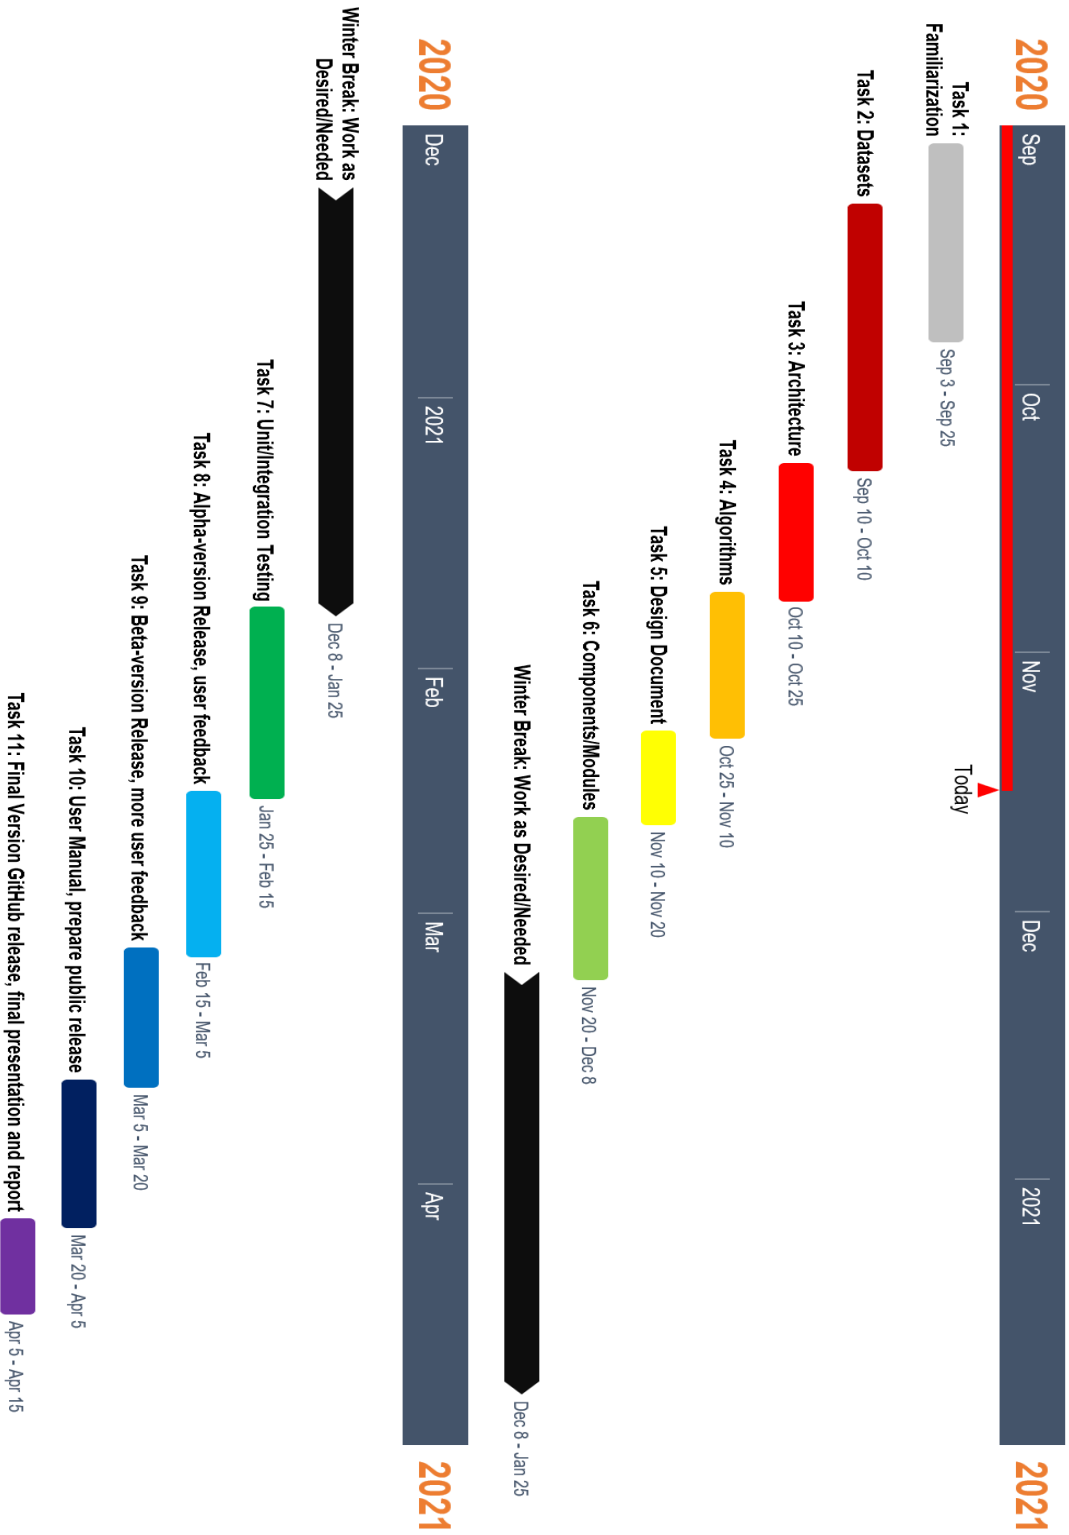 2020
Sep
Oct
Nov
Dec
2021
2021
Today
Task 1:
Familiarization
Sep 3 - Sep 25
Task 2: Datasets
Sep 10 - Oct 10
Task 3: Architecture
Oct 10 - Oct 25
Task 4: Algorithms
Oct 25 - Nov 10
Task 5: Design Document
Nov 10 - Nov 20
Task 6: Components/Modules
Nov 20 - Dec 8
Winter Break: Work as Desired/Needed
Dec 8 - Jan 25
2020
Dec
2021
Feb
Mar
Apr
2021
Winter Break: Work as
Desired/Needed
Dec 8 - Jan 25
Task 7: Unit/Integration Testing
Jan 25 - Feb 15
Task 8: Alpha-version Release, user feedback
Feb 15 - Mar 5
Task 9: Beta-version Release, more user feedback
Mar 5 - Mar 20
Task 10: User Manual, prepare public release
Mar 20 - Apr 5
Task 11: Final Version GitHub release, final presentation and report
Apr 5 - Apr 15